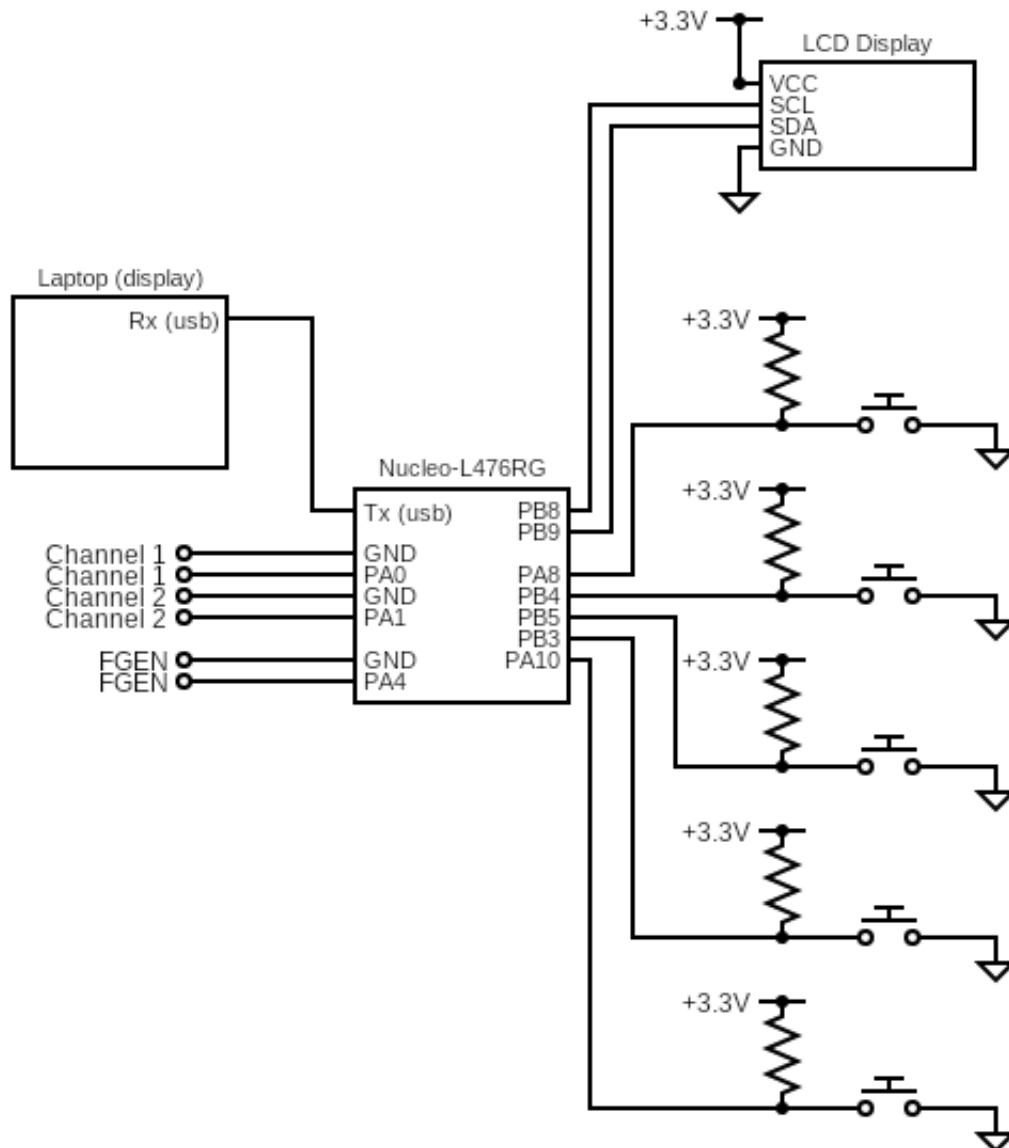 +3.3V
LCD Display
VCC
SCL
SDA
GND
Laptop (display)
Rx (usb)
+3.3V
Nucleo-L476RG
+3.3V
Tx (usb)
PB8
PB9
Channel 1
GND
Channel 1
PA0
PA8
Channel 2
GND
PB4
Channel 2
PA1
PB5
PB3
FGEN
GND
PA10
+3.3V
FGEN
PA4
+3.3V
+3.3V